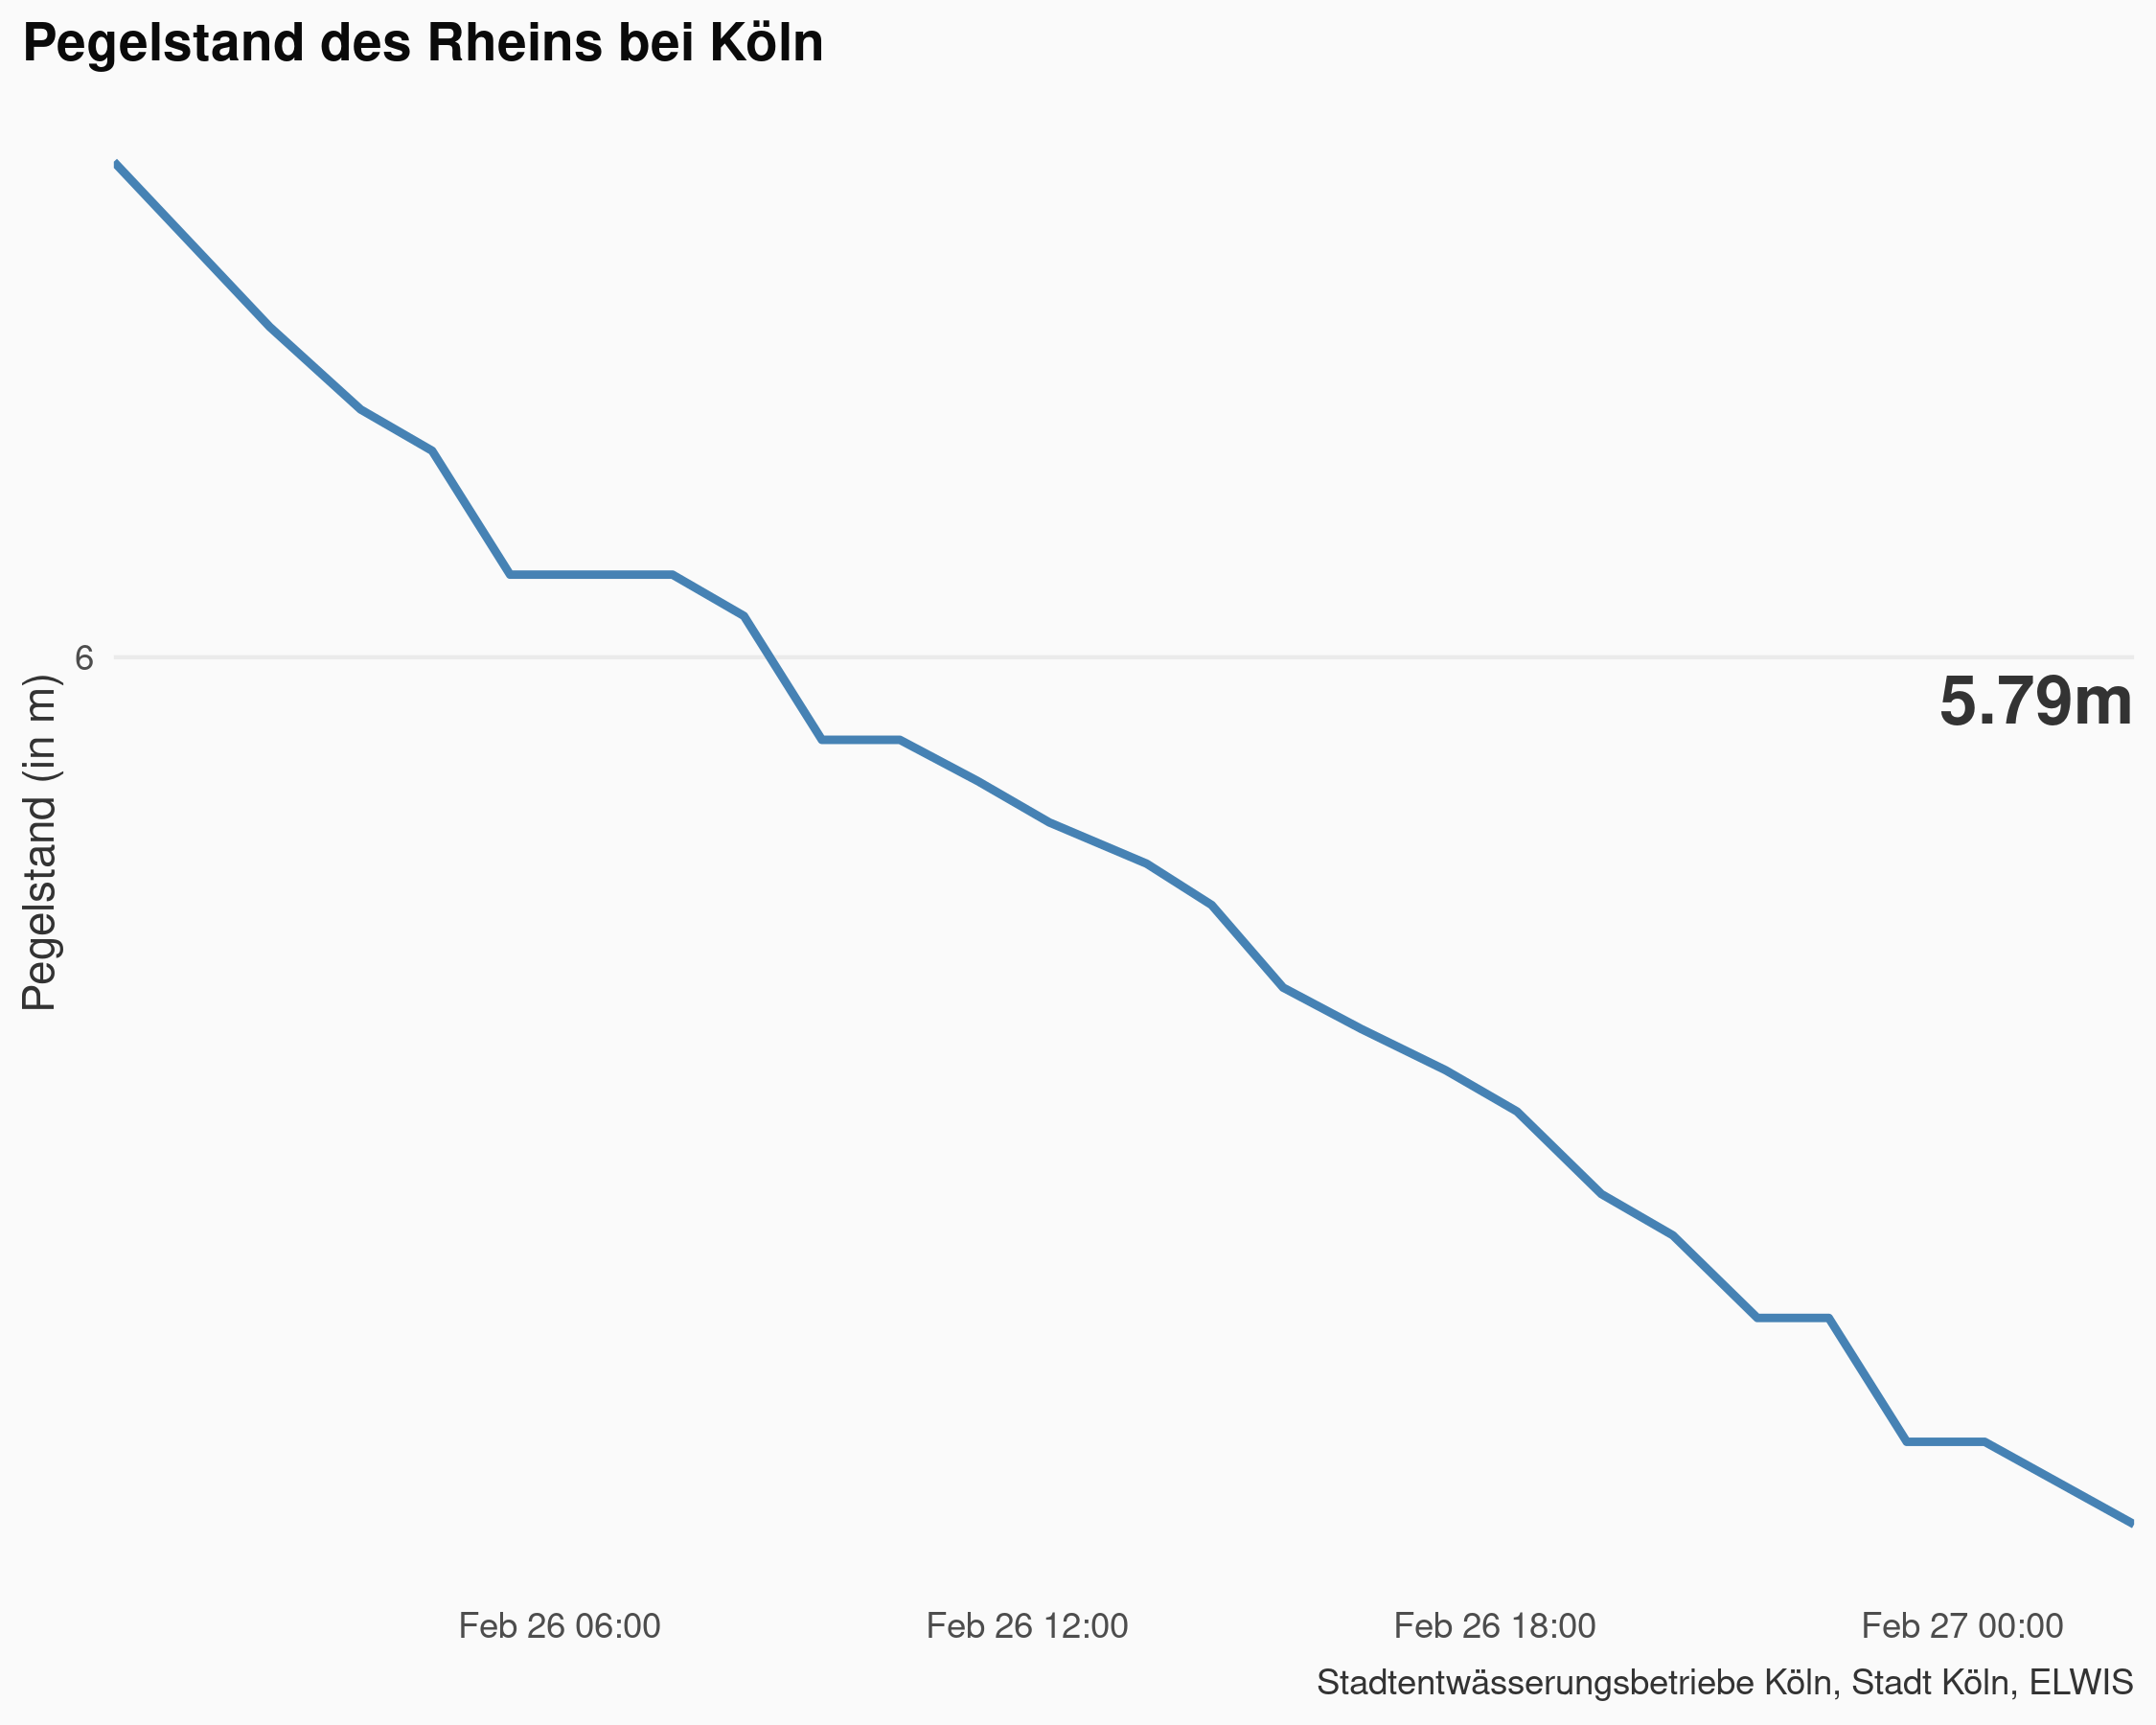 Pegelstand des Rheins bei Köln
Pegelstand (in m)
6
5.79m
Feb 26 06:00
Feb 26 12:00
Feb 26 18:00
Feb 27 00:00
Stadtentwässerungsbetriebe Köln, Stadt Köln, ELWIS